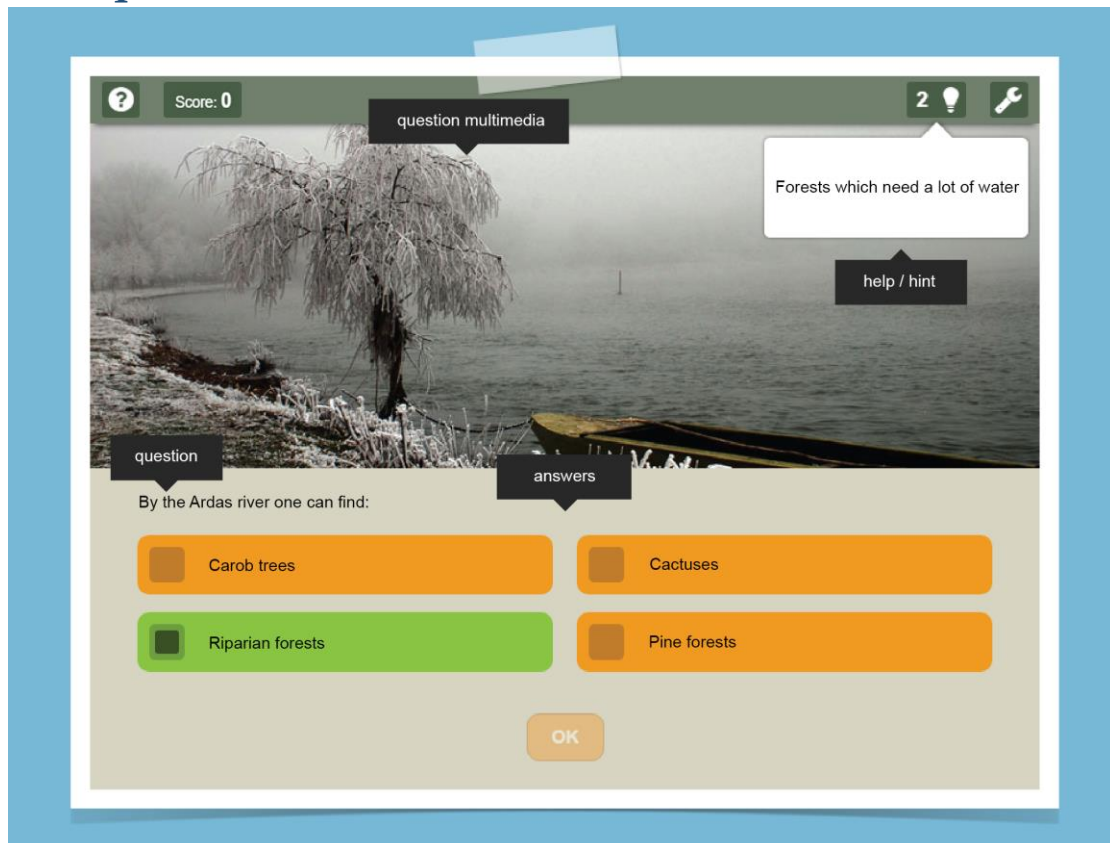 Score: 0
question multimedia
2
Forests which need a lot of water
help / hint
question
answers
By the Ardas river one can find:
Carob trees
Cactuses
Riparian forests
Pine forests
OK